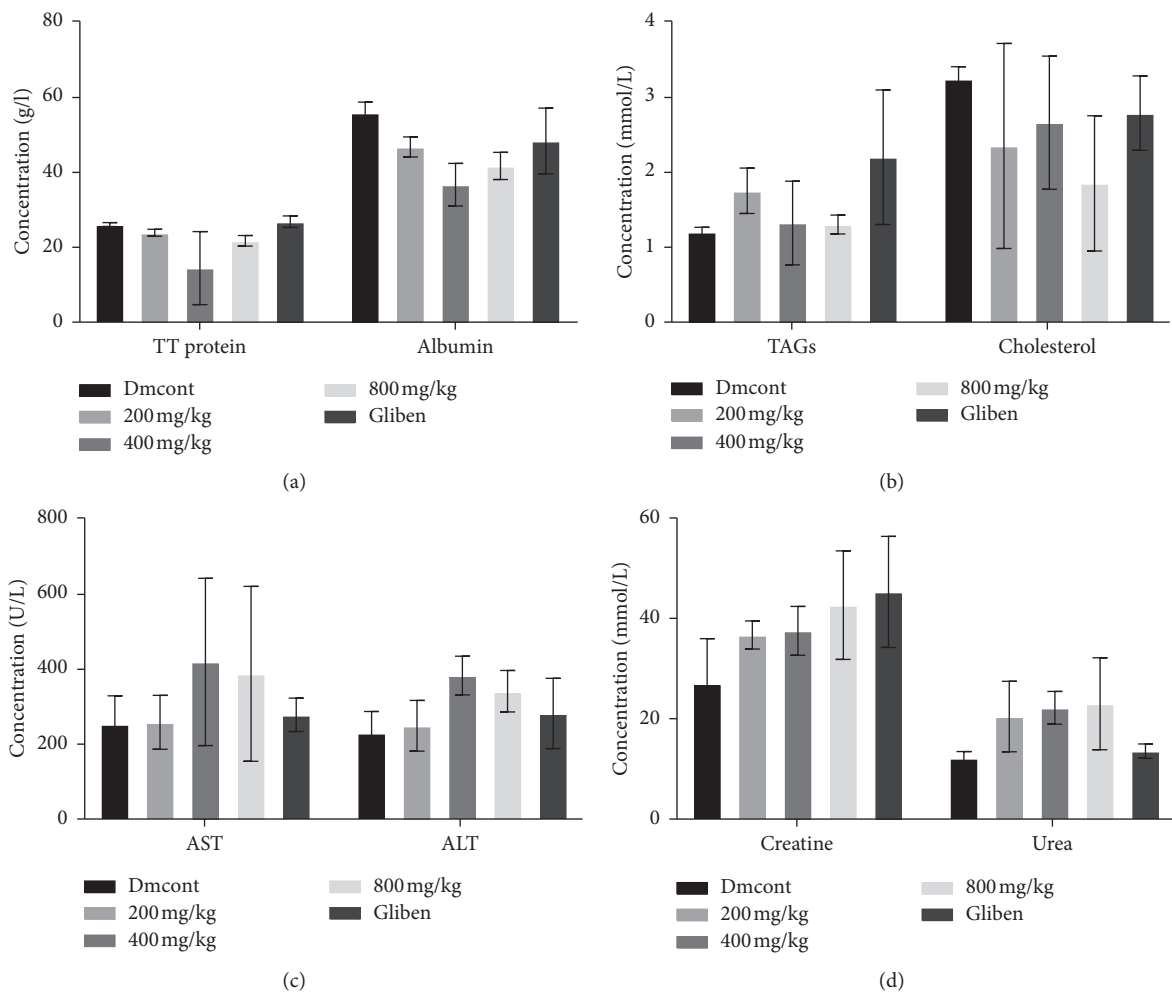 80
60
40
20
0
Concentration (g/l)
TT protein
Albumin
Dmcont
200 mg/kg
400 mg/kg
800 mg/kg
Gliben
(a)
4
3
2
1
0
Concentration (mmol/L)
TAGs
Cholesterol
Dmcont
200 mg/kg
400 mg/kg
800 mg/kg
Gliben
(b)
800
600
400
200
0
Concentration (U/L)
AST
ALT
Dmcont
200 mg/kg
400 mg/kg
800 mg/kg
Gliben
(c)
60
40
20
0
Concentration (mmol/L)
Creatine
Urea
Dmcont
200 mg/kg
400 mg/kg
800 mg/kg
Gliben
(d)